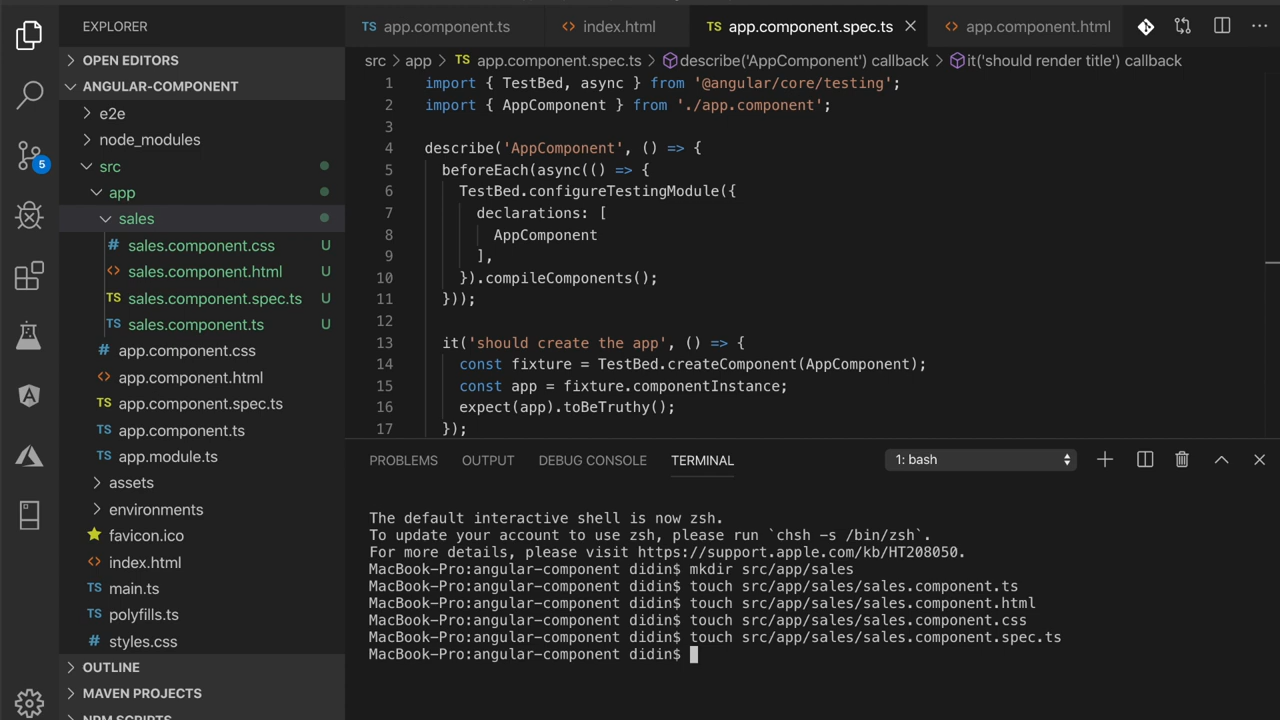 EXPLORER
OPEN EDITORS
ANGULAR-COMPONENT
e2e
node_modules
src
app
sales
# sales.component.css U
<> sales.component.html U
TS sales.component.spec.ts U
TS sales.component.ts U
# app.component.css
<> app.component.html
TS app.component.spec.ts
TS app.component.ts
TS app.module.ts
assets
environments
favicon.ico
<> index.html
TS main.ts
TS polyfills.ts
# styles.css
OUTLINE
MAVEN PROJECTS
NPM SCRIPTS
5
TS app.component.ts <> index.html TS app.component.spec.ts <> app.component.html
src > app > TS app.component.spec.ts > describe('AppComponent') callback > it('should render title') callback
1 import { TestBed, async } from '@angular/core/testing';
2 import { AppComponent } from './app.component';
3
4 describe('AppComponent', () => {
5 beforeEach(async(() => {
6 TestBed.configureTestingModule({
7 declarations: [
8 AppComponent
9 ],
10 }).compileComponents();
11 }));
12
13 it('should create the app', () => {
14 const fixture = TestBed.createComponent(AppComponent);
15 const app = fixture.componentInstance;
16 expect(app).toBeTruthy();
17 });
PROBLEMS OUTPUT DEBUG CONSOLE TERMINAL 1: bash
The default interactive shell is now zsh.
To update your account to use zsh, please run `chsh -s /bin/zsh`.
For more details, please visit https://support.apple.com/kb/HT208050.
MacBook-Pro:angular-component didin$ mkdir src/app/sales
MacBook-Pro:angular-component didin$ touch src/app/sales/sales.component.ts
MacBook-Pro:angular-component didin$ touch src/app/sales/sales.component.html
MacBook-Pro:angular-component didin$ touch src/app/sales/sales.component.css
MacBook-Pro:angular-component didin$ touch src/app/sales/sales.component.spec.ts
MacBook-Pro:angular-component didin$